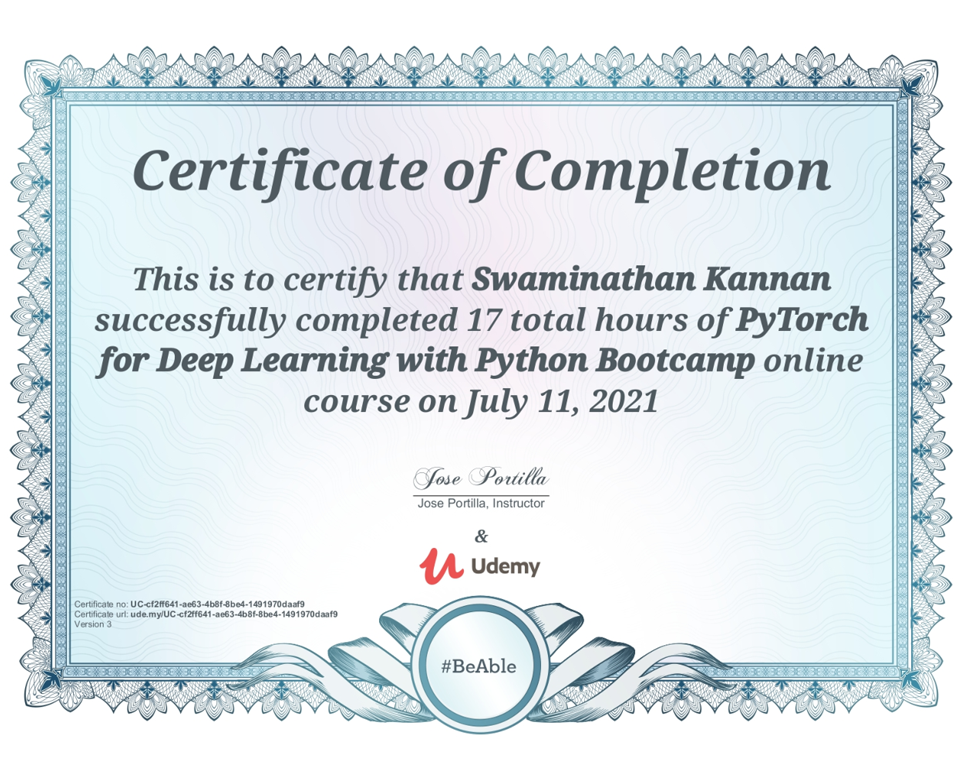 Certificate of Completion
This is to certify that Swaminathan Kannan
successfully completed 17 total hours of PyTorch
for Deep Learning with Python Bootcamp online
course on July 11, 2021
Jose Portilla
Jose Portilla, Instructor
&
Udemy
Certificate no: UC-cf2ff641-ae63-4b8f-8be4-1491970daaf9
Certificate url: ude.my/UC-cf2ff641-ae63-4b8f-8be4-1491970daaf9
Version 3
#BeAble